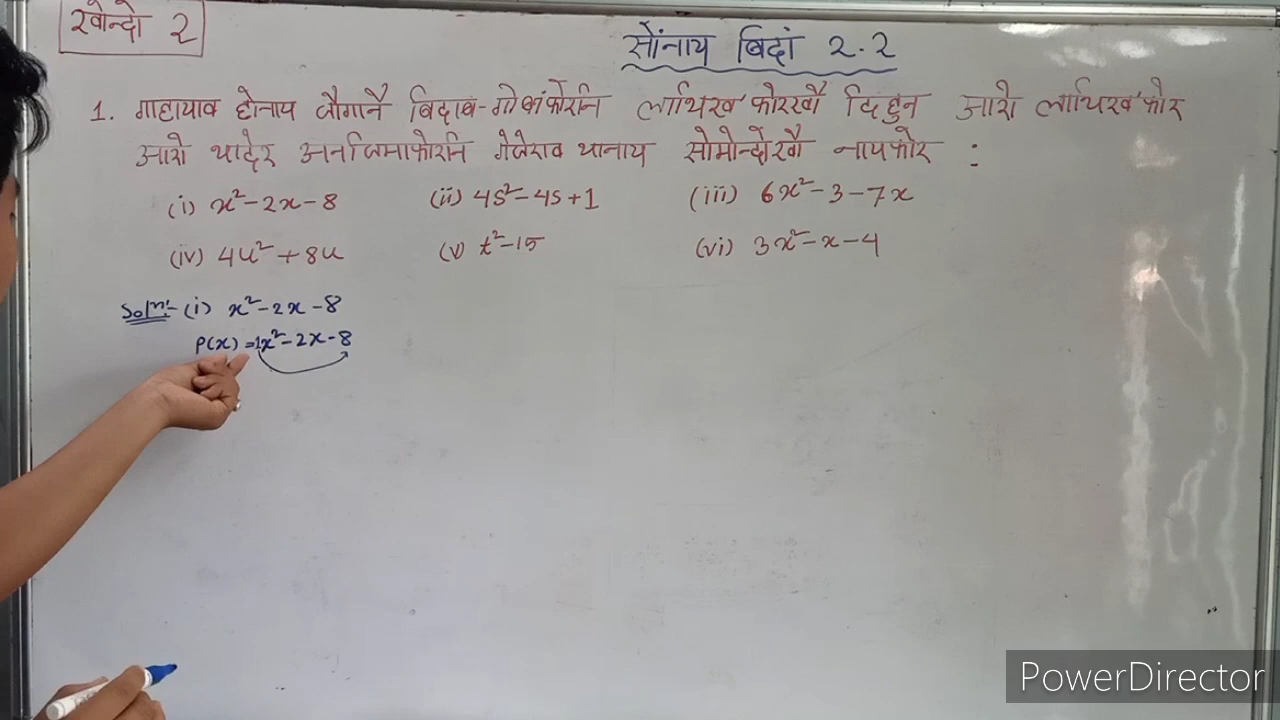 खोन्दो 2
सोंनाय बिदां 2.2
1. गाहायाव होनाय जौगानै बिदाब-गोबांफोरनि लाथिख'फोरखौ दिहुन आरो लाथिख'फोर
आरो थादेर अनजिमाफोरनि गेजेराव थानाय सोमोन्दोखौ नायफोर :
(i) x²-2x-8 (ii) 4s²-4s+1 (iii) 6x²-3-7x
(iv) 4u²+8u (v) t²-15 (vi) 3x²-x-4
Solⁿ:- (i) x²-2x-8
P(x) =1x²-2x-8
PowerDirector